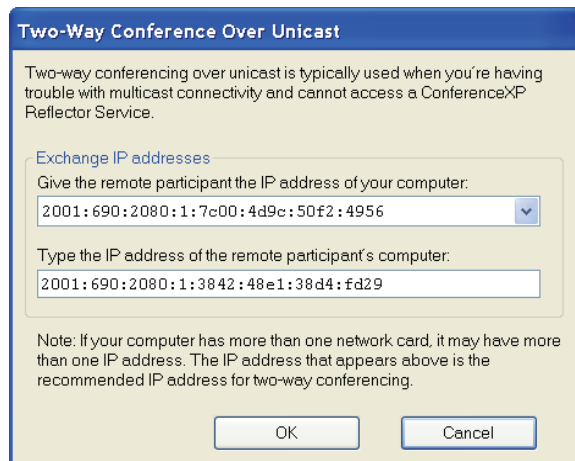 Two-Way Conference Over Unicast
Two-way conferencing over unicast is typically used when you're having
trouble with multicast connectivity and cannot access a ConferenceXP
Reflector Service.
Exchange IP addresses
Give the remote participant the IP address of your computer:
2001:690:2080:1:7c00:4d9c:50f2:4956
Type the IP address of the remote participant's computer:
2001:690:2080:1:3842:48e1:38d4:fd29
Note: If your computer has more than one network card, it may have more
than one IP address. The IP address that appears above is the
recommended IP address for two-way conferencing.
OK
Cancel